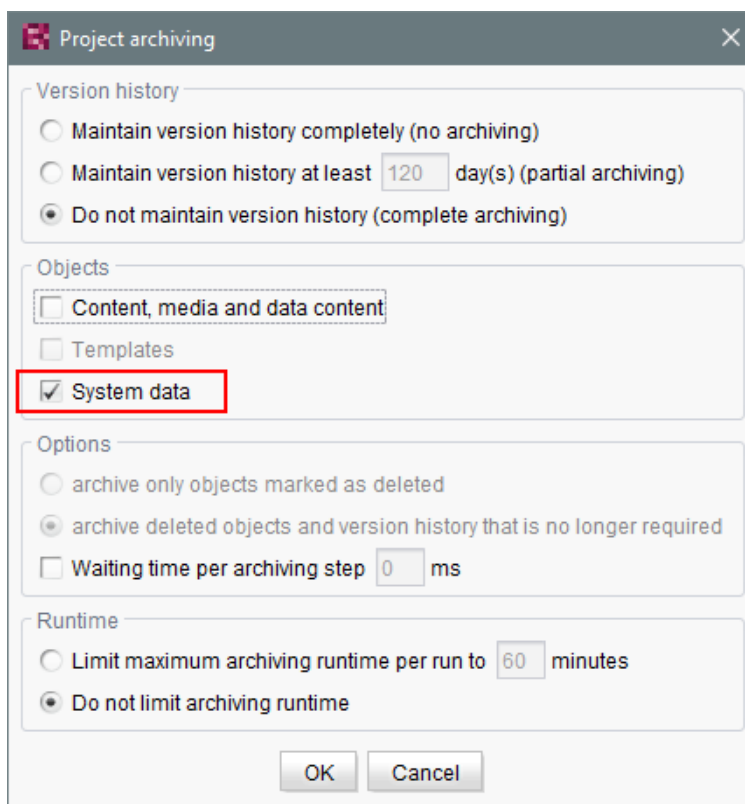 Project archiving
Version history
Maintain version history completely (no archiving)
Maintain version history at least 120 day(s) (partial archiving)
Do not maintain version history (complete archiving)
Objects
Content, media and data content
Templates
System data
Options
archive only objects marked as deleted
archive deleted objects and version history that is no longer required
Waiting time per archiving step 0 ms
Runtime
Limit maximum archiving runtime per run to 60 minutes
Do not limit archiving runtime
OK Cancel